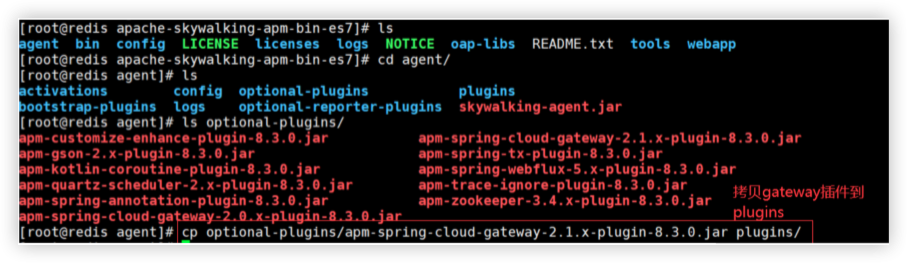 [root@redis apache-skywalking-apm-bin-es7]# ls
agent bin config LICENSE licenses logs NOTICE oap-libs README.txt tools webapp
[root@redis apache-skywalking-apm-bin-es7]# cd agent/
[root@redis agent]# ls
activations config optional-plugins plugins
bootstrap-plugins logs optional-reporter-plugins skywalking-agent.jar
[root@redis agent]# ls optional-plugins/
apm-customize-enhance-plugin-8.3.0.jar apm-spring-cloud-gateway-2.1.x-plugin-8.3.0.jar
apm-gson-2.x-plugin-8.3.0.jar apm-spring-tx-plugin-8.3.0.jar
apm-kotlin-coroutine-plugin-8.3.0.jar apm-spring-webflux-5.x-plugin-8.3.0.jar
apm-quartz-scheduler-2.x-plugin-8.3.0.jar apm-trace-ignore-plugin-8.3.0.jar
apm-spring-annotation-plugin-8.3.0.jar apm-zookeeper-3.4.x-plugin-8.3.0.jar
apm-spring-cloud-gateway-2.0.x-plugin-8.3.0.jar
拷贝gateway插件到
plugins
[root@redis agent]# cp optional-plugins/apm-spring-cloud-gateway-2.1.x-plugin-8.3.0.jar plugins/